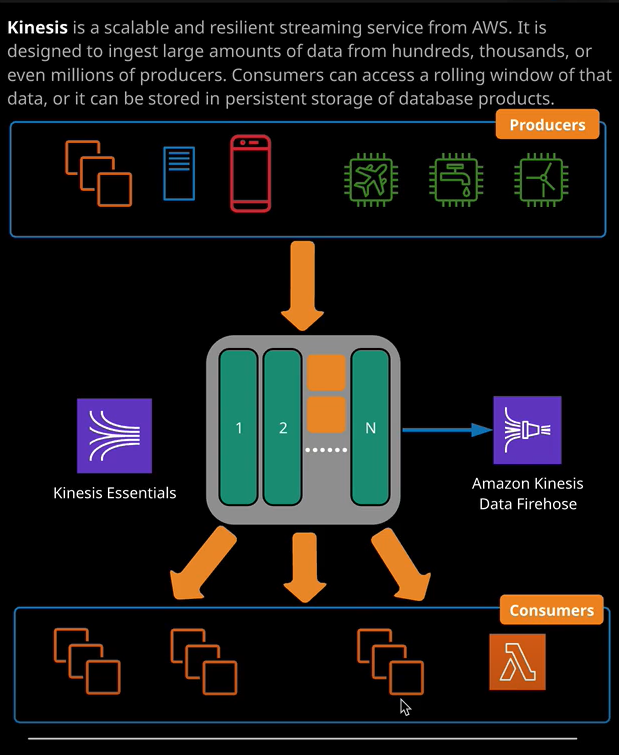 Kinesis is a scalable and resilient streaming service from AWS. It is
designed to ingest large amounts of data from hundreds, thousands, or
even millions of producers. Consumers can access a rolling window of that
data, or it can be stored in persistent storage of database products.
Producers
1
2
N
Kinesis Essentials
Amazon Kinesis
Data Firehose
Consumers